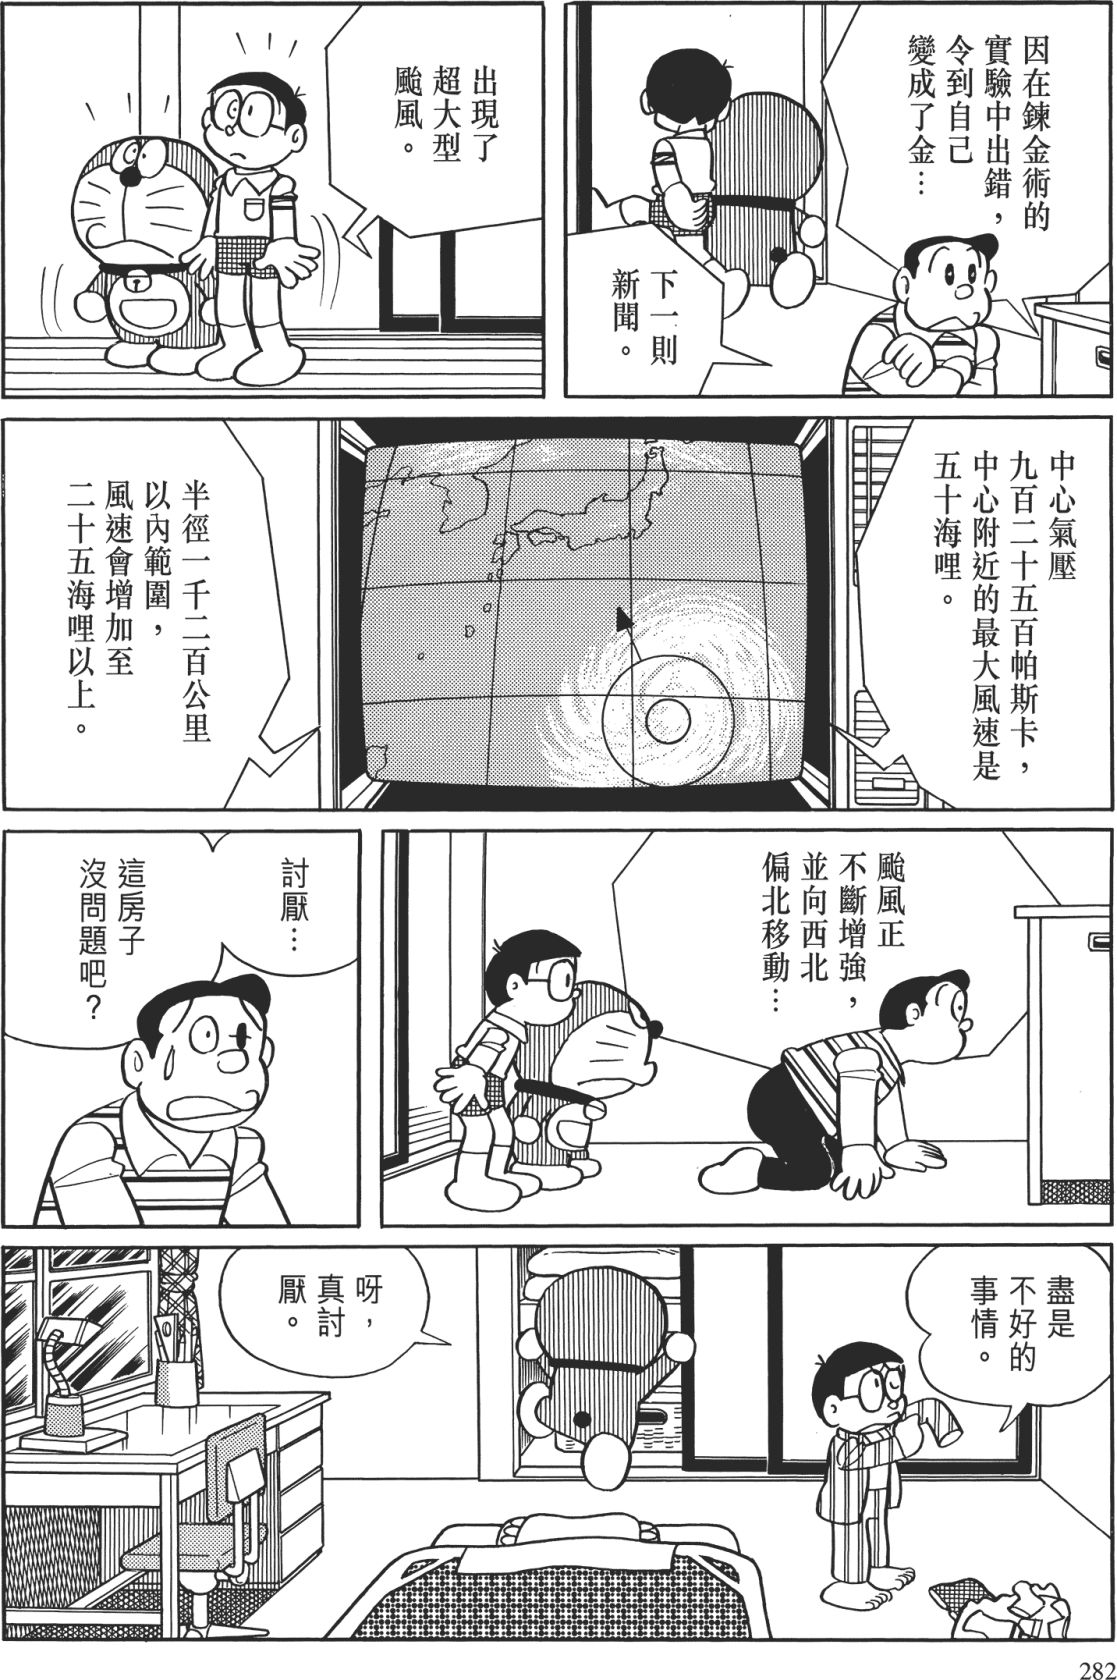 因在鍊金術的
實驗中出錯，
令到自己
變成了金…
下一則
新聞。
出現了
超大型
颱風。
中心氣壓
九百二十五百帕斯卡，
中心附近的最大風速是
五十海哩。
半徑一千二百公里
以內範圍，
風速會增加至
二十五海哩以上。
颱風正
不斷增強，
並向西北
偏北移動…
討厭…
這房子
沒問題吧？
盡是
不好的
事情。
呀，
真討
厭。
282